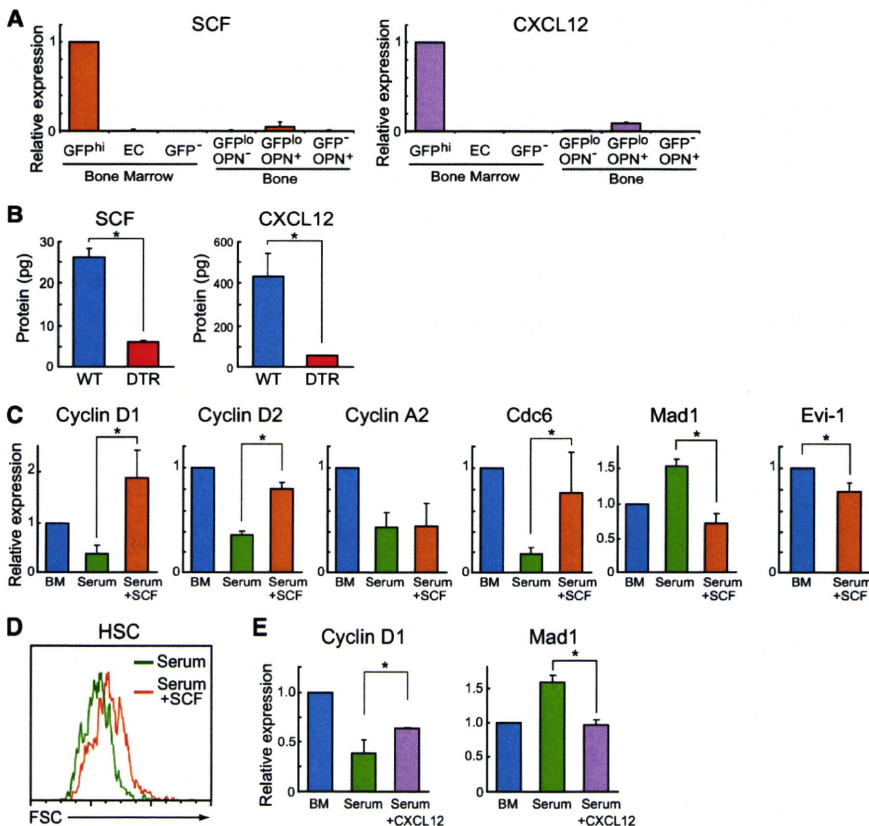 A
SCF
CXCL12
Relative expression
1
0
GFPhi
EC
GFP-
GFPlo OPN-
GFPlo OPN+
GFP- OPN+
Bone Marrow
Bone
Relative expression
1
0
GFPhi
EC
GFP-
GFPlo OPN-
GFPlo OPN+
GFP- OPN+
Bone Marrow
Bone
B
SCF
CXCL12
Protein (pg)
30
20
10
0
*
WT
DTR
Protein (pg)
600
400
200
0
*
WT
DTR
C
Cyclin D1
Cyclin D2
Cyclin A2
Cdc6
Mad1
Evi-1
Relative expression
2
1
0
*
BM
Serum
Serum
+SCF
1
0
*
BM
Serum
Serum
+SCF
1
0
BM
Serum
Serum
+SCF
1
0
*
BM
Serum
Serum
+SCF
1.5
1.0
0.5
0
*
BM
Serum
Serum
+SCF
1
0
*
BM
Serum
+SCF
D
HSC
Serum
Serum
+SCF
FSC
E
Cyclin D1
Mad1
Relative expression
1.0
0.5
0
*
BM
Serum
Serum
+CXCL12
1.5
1.0
0.5
0
*
BM
Serum
Serum
+CXCL12